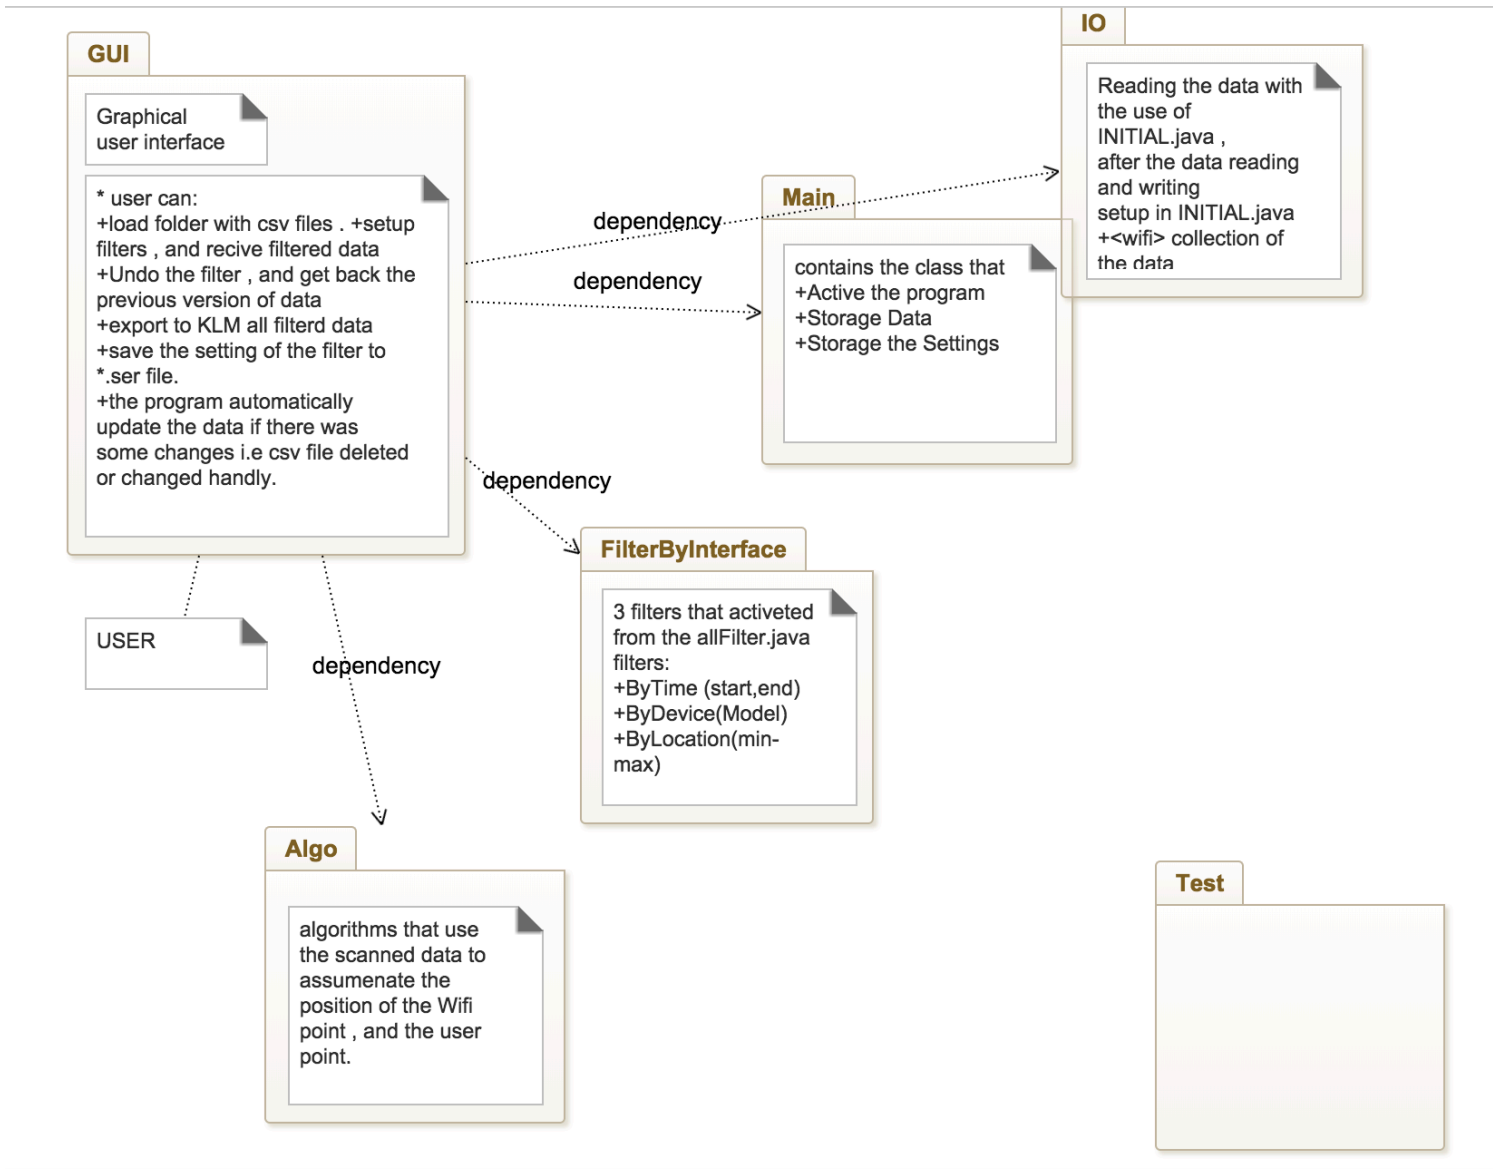 GUI
Graphical
user interface
* user can:
+load folder with csv files . +setup
filters , and recive filtered data
+Undo the filter , and get back the
previous version of data
+export to KLM all filterd data
+save the setting of the filter to
*.ser file.
+the program automatically
update the data if there was
some changes i.e csv file deleted
or changed handly.
USER
dependency
dependency
dependency
dependency
IO
Reading the data with
the use of
INITIAL.java ,
after the data reading
and writing
setup in INITIAL.java
+<wifi> collection of
the data
Main
contains the class that
+Active the program
+Storage Data
+Storage the Settings
FilterByInterface
3 filters that activeted
from the allFilter.java
filters:
+ByTime (start,end)
+ByDevice(Model)
+ByLocation(min-
max)
Algo
algorithms that use
the scanned data to
assumenate the
position of the Wifi
point , and the user
point.
Test